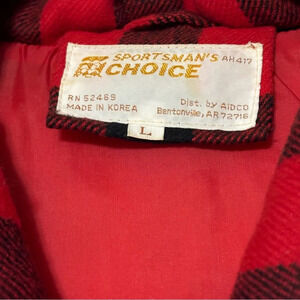 SPORTSMAN'S AH417
CHOICE
RN 52469 Dist. by AIDCO
MADE IN KOREA Bentonville, AR 72716
L